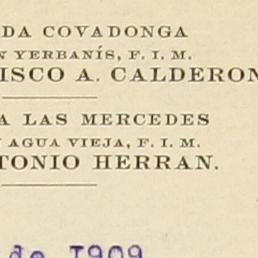 DA COVADONGA
N YERBANÍS, F. I. M.
ISCO A. CALDERON
A LAS MERCEDES
N AGUA VIEJA, F. I. M.
TONIO HERRAN.
de 1909